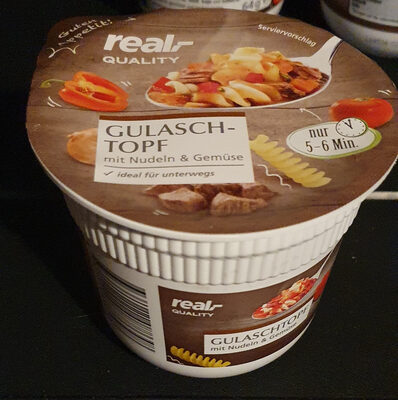 Guten
Appetit!
real,-
QUALITY
Serviervorschlag
GULASCH-
TOPF
mit Nudeln & Gemüse
✓ ideal für unterwegs
nur
5-6 Min.
real,-
QUALITY
GULASCHTOPF
mit Nudeln & Gemüse
64 g